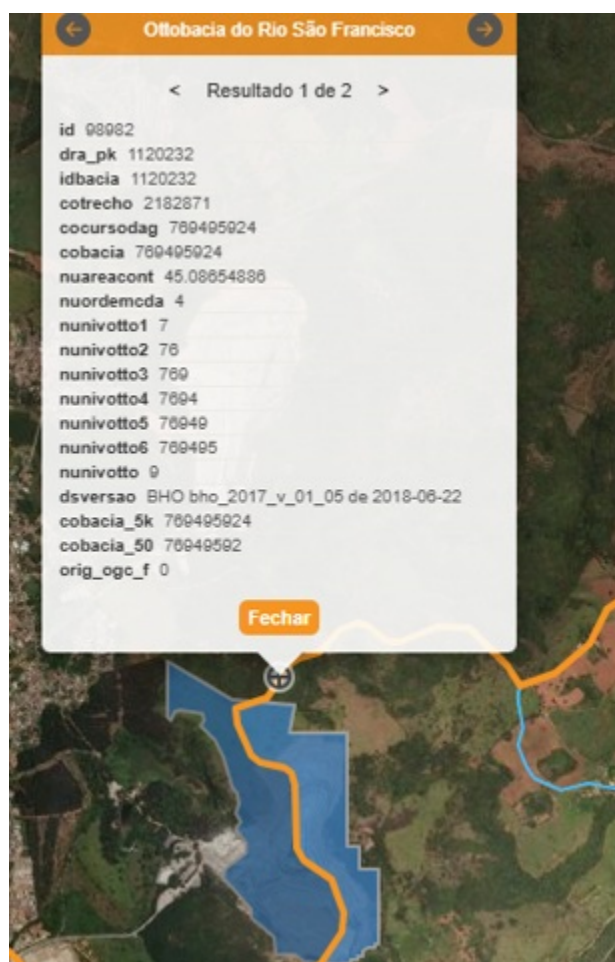 Ottobacia do Rio São Francisco
< Resultado 1 de 2 >
id 98982
dra_pk 1120232
idbacia 1120232
cotrecho 2182871
cocursodag 769495924
cobacia 769495924
nuareacont 45.08654886
nuordemcda 4
nunivotto1 7
nunivotto2 76
nunivotto3 769
nunivotto4 7694
nunivotto5 76949
nunivotto6 769495
nunivotto 9
dsversao BHO bho_2017_v_01_05 de 2018-06-22
cobacia_5k 769495924
cobacia_50 76949592
orig_ogc_f 0
Fechar